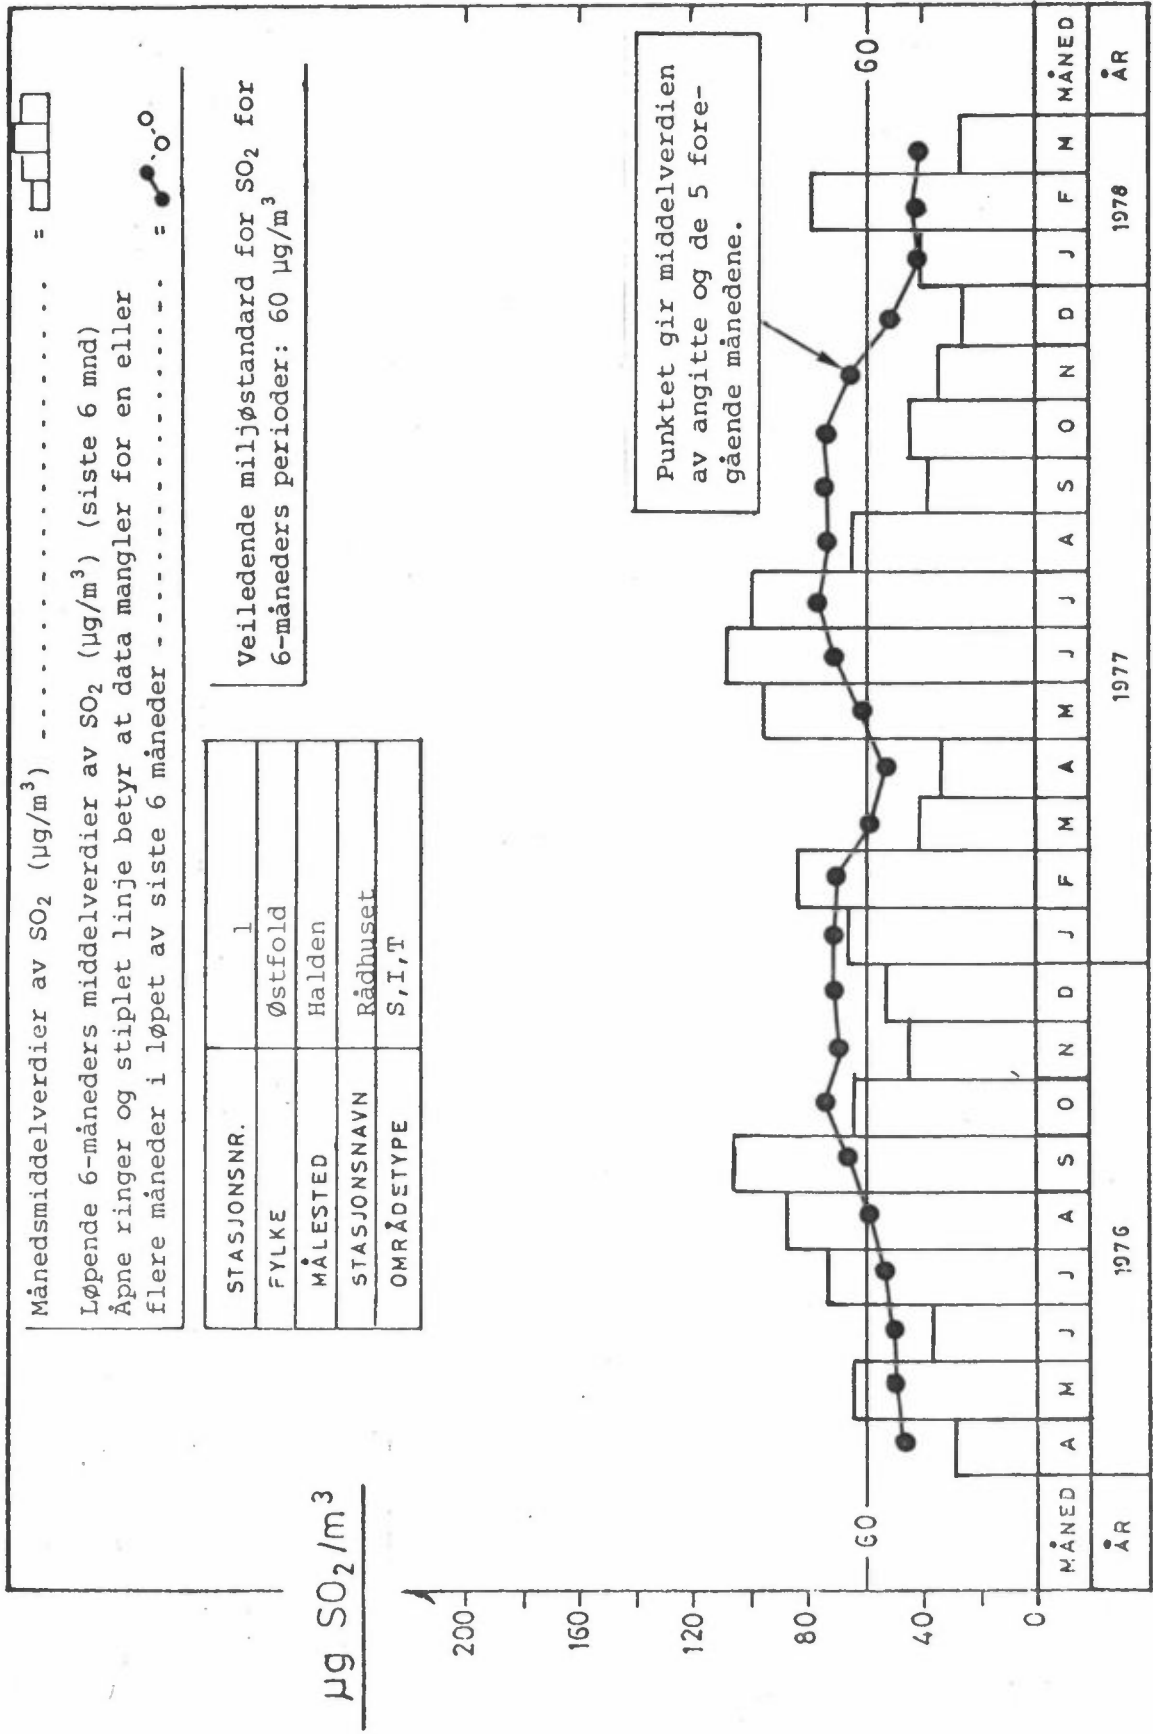 Månedsmiddelverdier av SO₂ (µg/m³) ........................ =
Løpende 6-måneders middelverdier av SO₂ (µg/m³) (siste 6 mnd)
Åpne ringer og stiplet linje betyr at data mangler for en eller
flere måneder i løpet av siste 6 måneder ---------------- =
STASJONSNR. 1
FYLKE Østfold
MÅLESTED Halden
STASJONSNAVN Rådhuset
OMRÅDETYPE S,I,T
Veiledende miljøstandard for SO₂ for
6-måneders perioder: 60 µg/m³
µg SO₂/m³
200
160
120
80
40
0
Punktet gir middelverdien
av angitte og de 5 fore-
gående månedene.
60 60
MÅNED A M J J A S O N D J F M A M J J A S O N D J F M MÅNED
ÅR 1976 1977 1978 ÅR